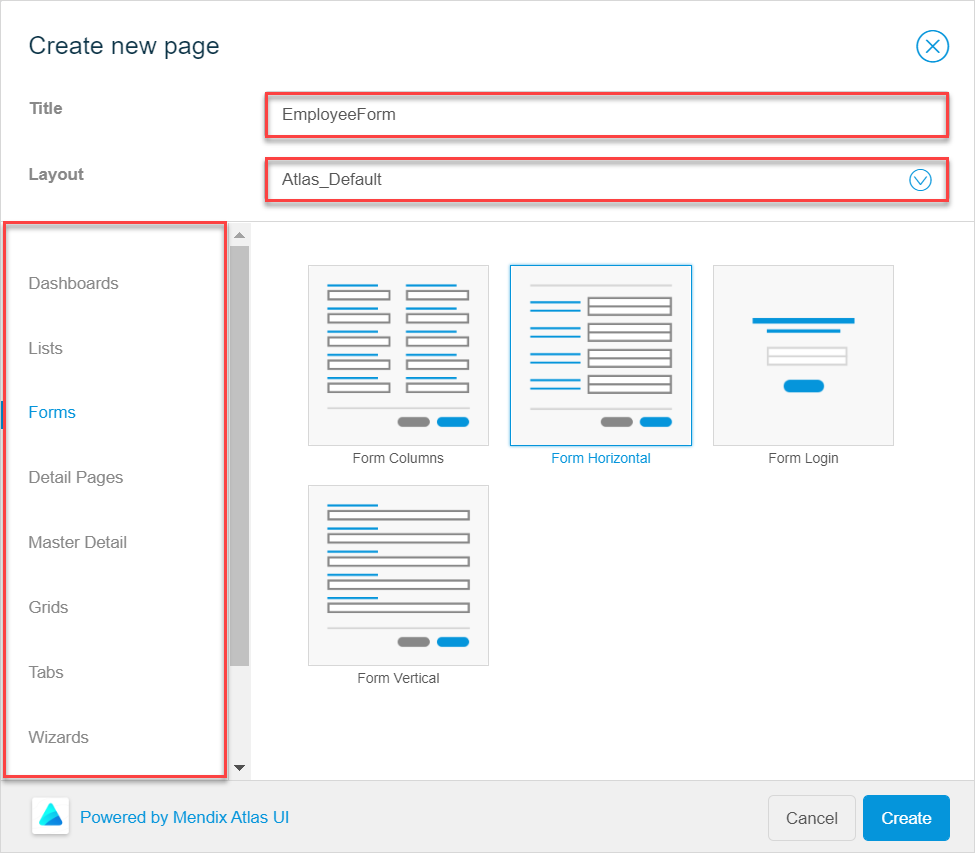 Create new page
Title
EmployeeForm
Layout
Atlas_Default
Dashboards
Lists
Forms
Detail Pages
Master Detail
Grids
Tabs
Wizards
Form Columns
Form Horizontal
Form Login
Form Vertical
Powered by Mendix Atlas UI
Cancel
Create